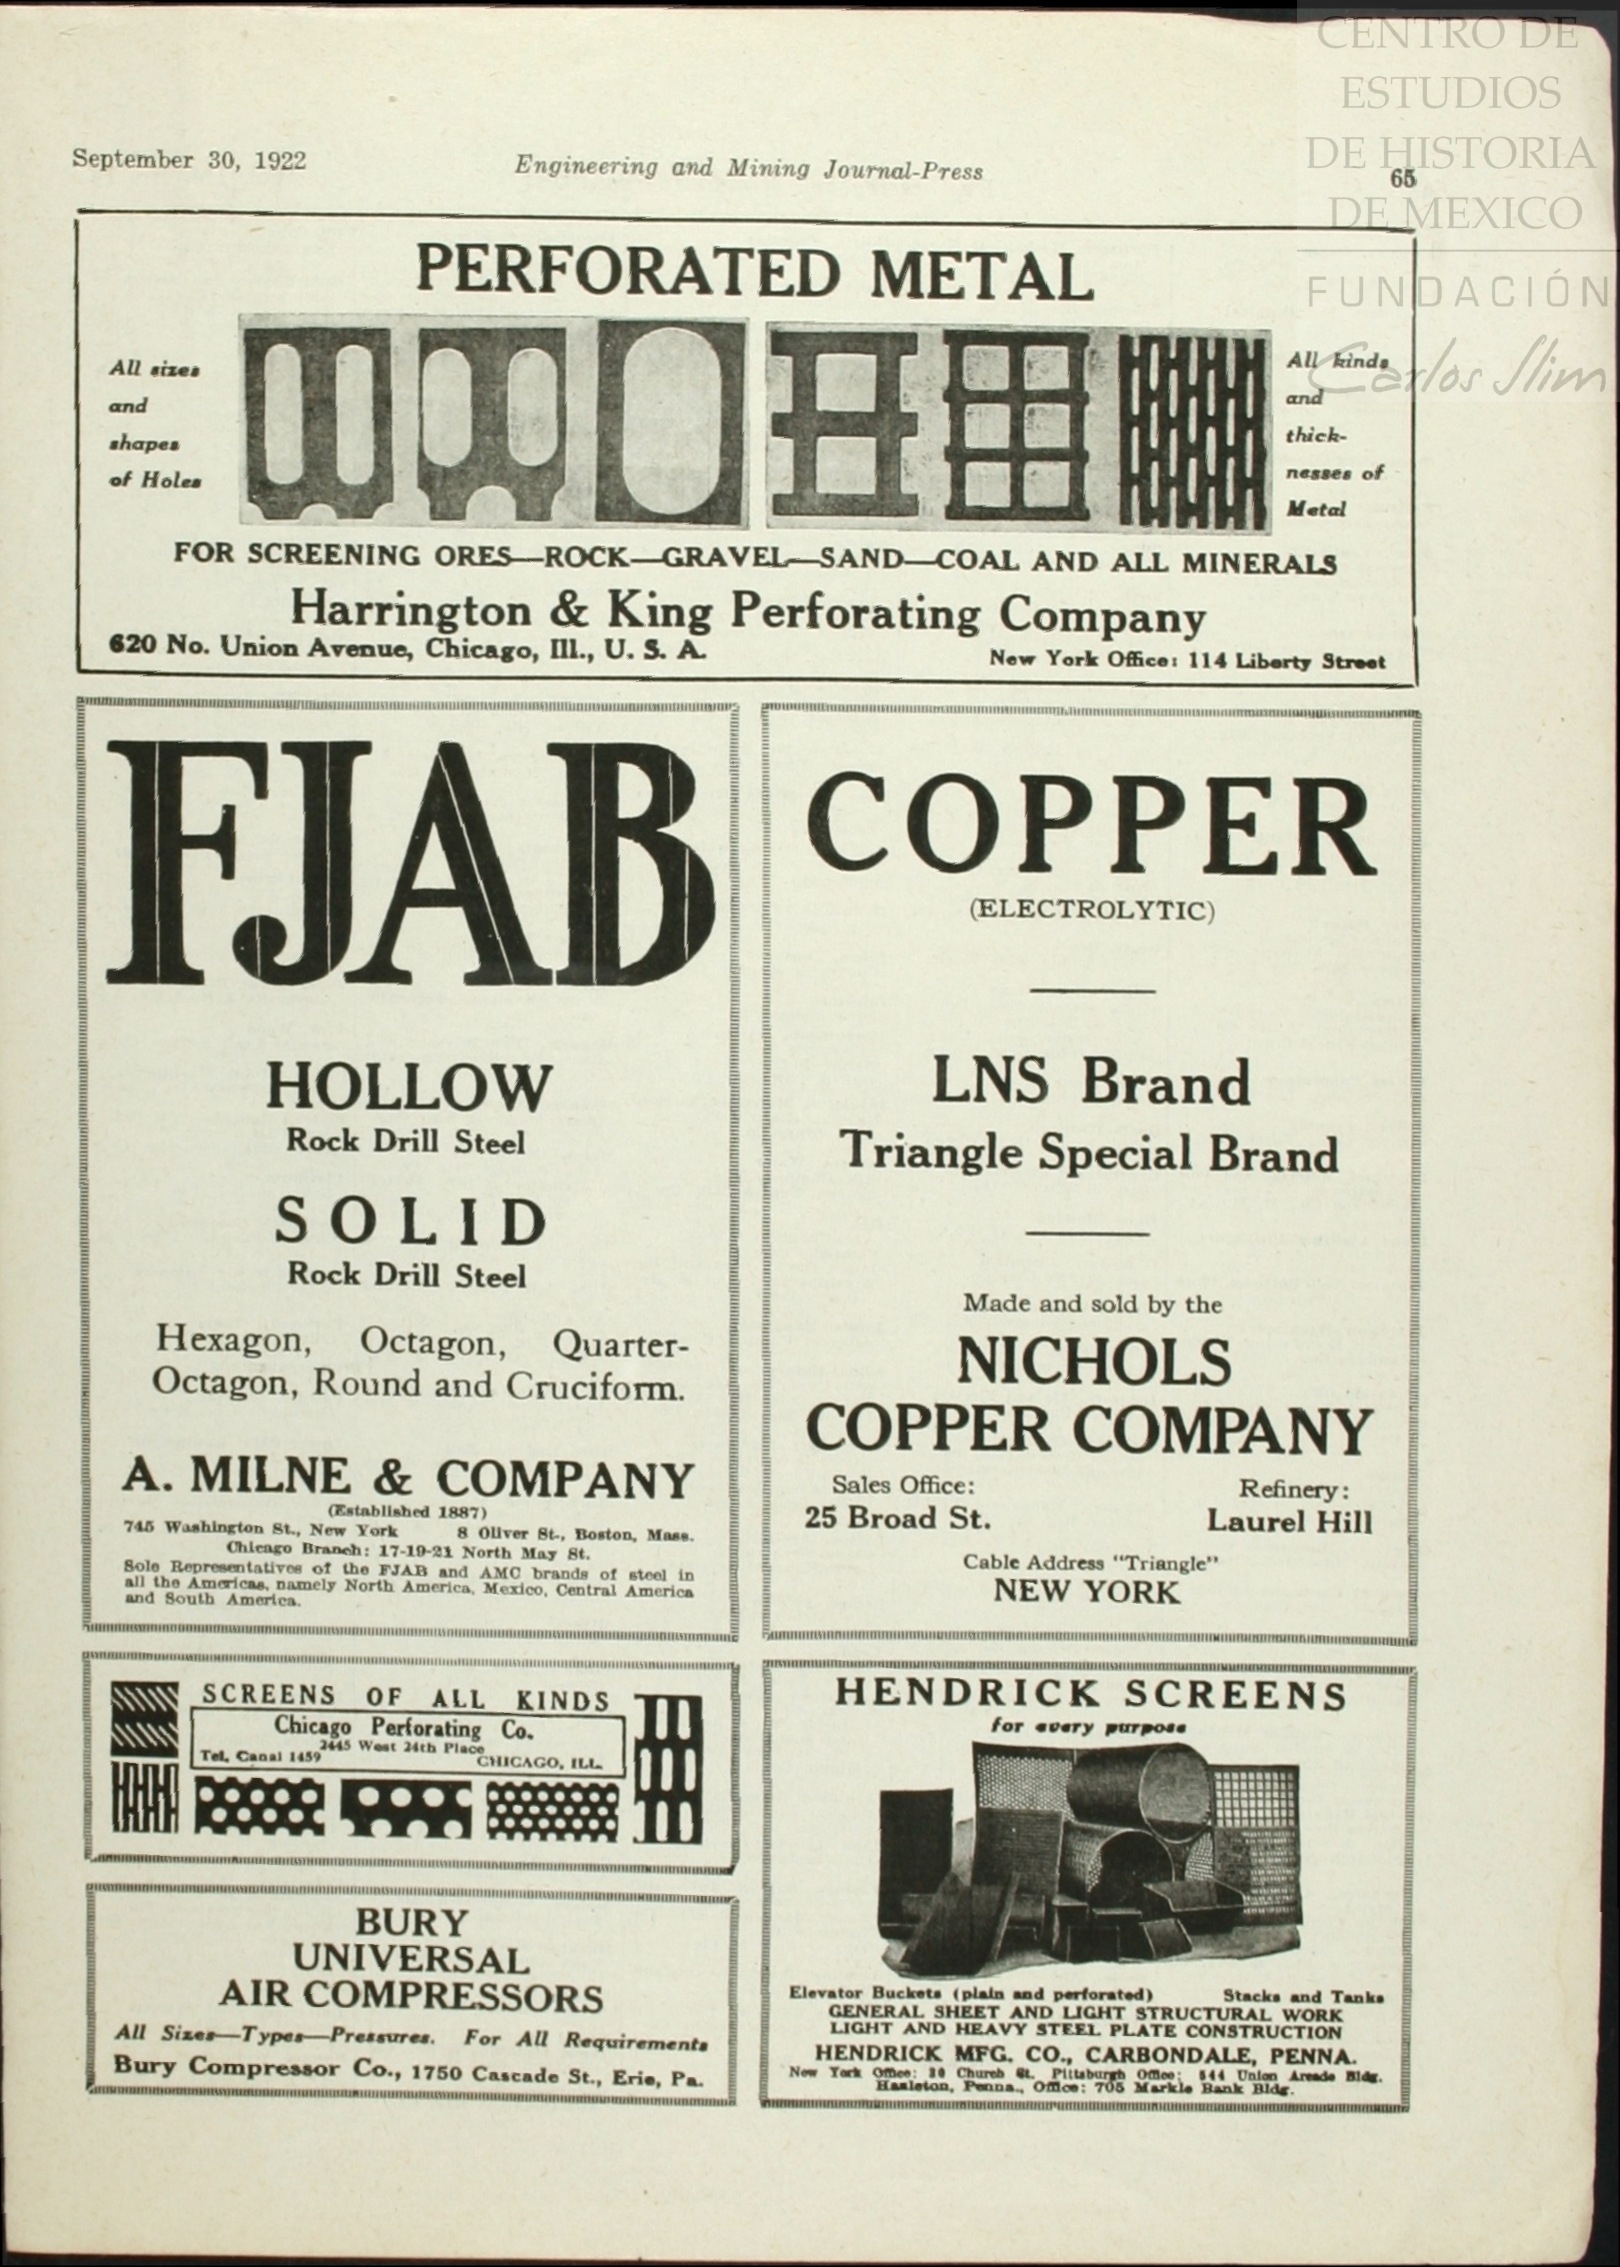 CENTRO DE
ESTUDIOS
DE HISTORIA
DE MEXICO
FUNDACIÓN
Carlos Slim
September 30, 1922
Engineering and Mining Journal-Press
65
PERFORATED METAL
All sizes
and
shapes
of Holes
All kinds
and
thick-
nesses of
Metal
FOR SCREENING ORES—ROCK—GRAVEL—SAND—COAL AND ALL MINERALS
Harrington & King Perforating Company
620 No. Union Avenue, Chicago, Ill., U. S. A.
New York Office: 114 Liberty Street
FJAB
HOLLOW
Rock Drill Steel
SOLID
Rock Drill Steel
Hexagon, Octagon, Quarter-
Octagon, Round and Cruciform.
A. MILNE & COMPANY
(Established 1887)
745 Washington St., New York 8 Oliver St., Boston, Mass.
Chicago Branch: 17-19-21 North May St.
Sole Representatives of the FJAB and AMC brands of steel in
all the Americas, namely North America, Mexico, Central America
and South America.
COPPER
(ELECTROLYTIC)
LNS Brand
Triangle Special Brand
Made and sold by the
NICHOLS
COPPER COMPANY
Sales Office:
25 Broad St.
Refinery:
Laurel Hill
Cable Address "Triangle"
NEW YORK
SCREENS OF ALL KINDS
Chicago Perforating Co.
2445 West 24th Place
Tel. Canal 1459
CHICAGO, ILL.
BURY
UNIVERSAL
AIR COMPRESSORS
All Sizes—Types—Pressures. For All Requirements
Bury Compressor Co., 1750 Cascade St., Erie, Pa.
HENDRICK SCREENS
for every purpose
Elevator Buckets (plain and perforated) Stacks and Tanks
GENERAL SHEET AND LIGHT STRUCTURAL WORK
LIGHT AND HEAVY STEEL PLATE CONSTRUCTION
HENDRICK MFG. CO., CARBONDALE, PENNA.
New York Office: 30 Church St. Pittsburgh Office: 544 Union Arcade Bldg.
Hazleton, Penna., Office: 705 Markle Bank Bldg.